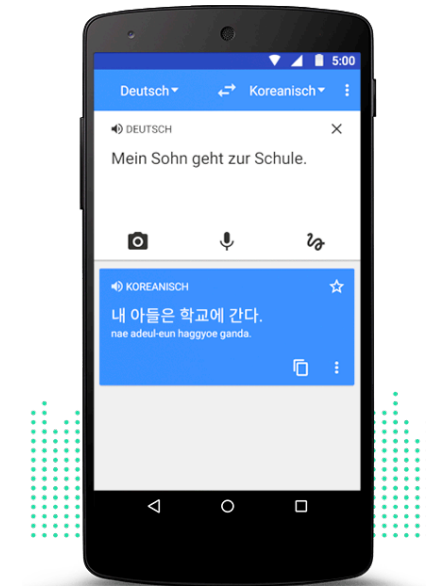 5:00
Deutsch Koreanisch
DEUTSCH
Mein Sohn geht zur Schule.
KOREANISCH
내 아들은 학교에 간다.
nae adeul-eun haggyoe ganda.